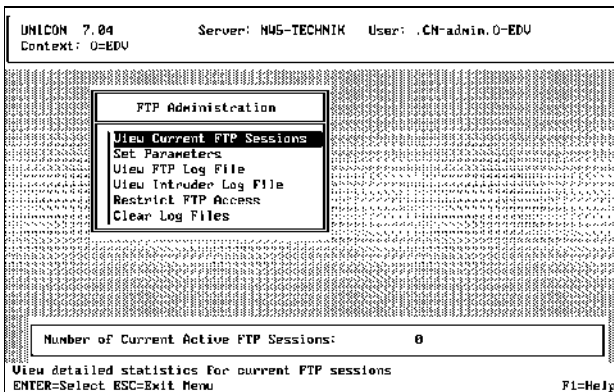 UNICON 7.04 Server: NW5-TECHNIK User: .CN=admin.O=EDV
Context: O=EDV
FTP Administration
View Current FTP Sessions
Set Parameters
View FTP Log File
View Intruder Log File
Restrict FTP Access
Clear Log Files
Number of Current Active FTP Sessions: 0
View detailed statistics for current FTP sessions
ENTER=Select ESC=Exit Menu F1=Help